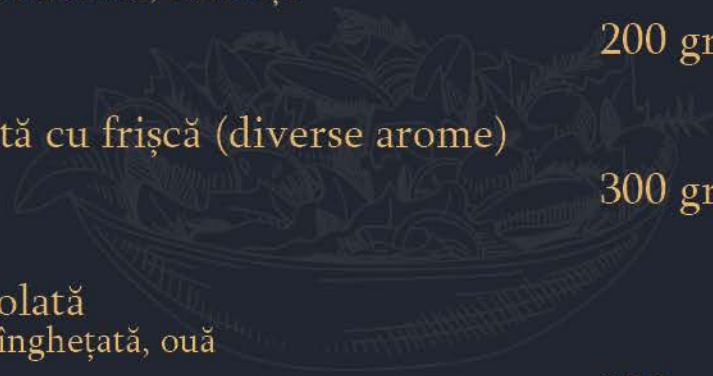 200 gr
tă cu frișcă (diverse arome)
300 gr
olată
înghețată, ouă